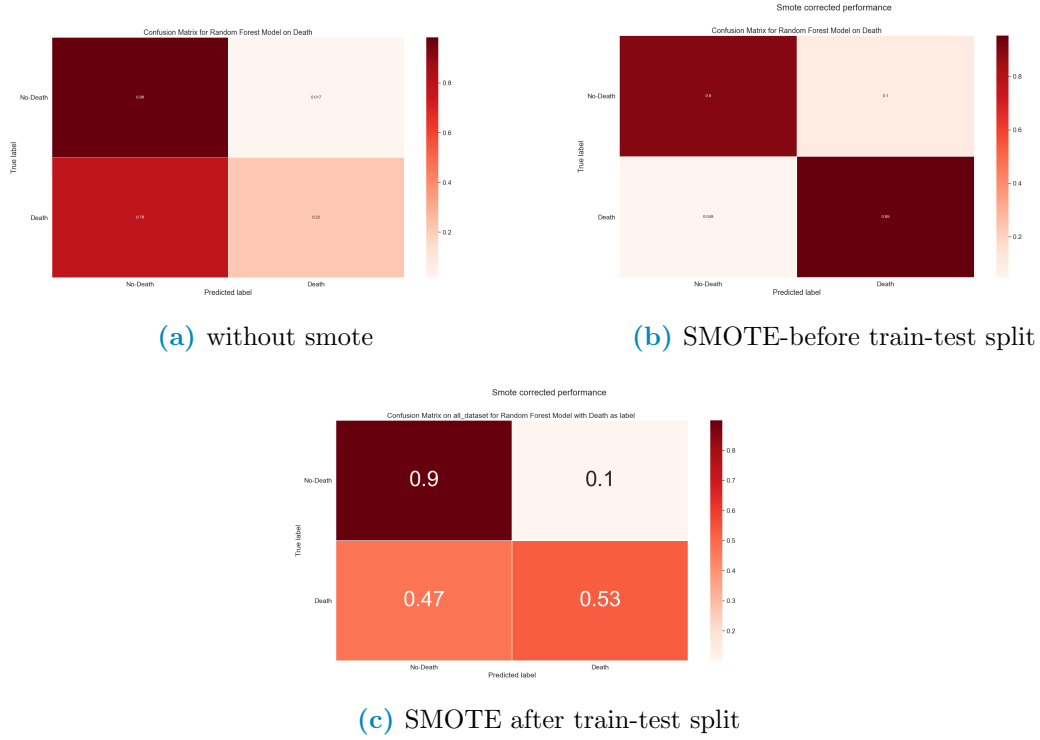 Confusion Matrix for Random Forest Model on Death
True label
No-Death
0.98
0.017
Death
0.78
0.22
No-Death Death
Predicted label
0.8
0.6
0.4
0.2
(a) without smote
Smote corrected performance
Confusion Matrix for Random Forest Model on Death
True label
No-Death
0.9
0.1
Death
0.95
No-Death Death
Predicted label
0.8
0.6
0.4
0.2
(b) SMOTE-before train-test split
Smote corrected performance
Confusion Matrix on all_dataset for Random Forest Model with Death as label
True label
No-Death
0.9
0.1
Death
0.47
0.53
No-Death Death
Predicted label
0.8
0.7
0.6
0.5
0.4
0.3
0.2
(c) SMOTE after train-test split